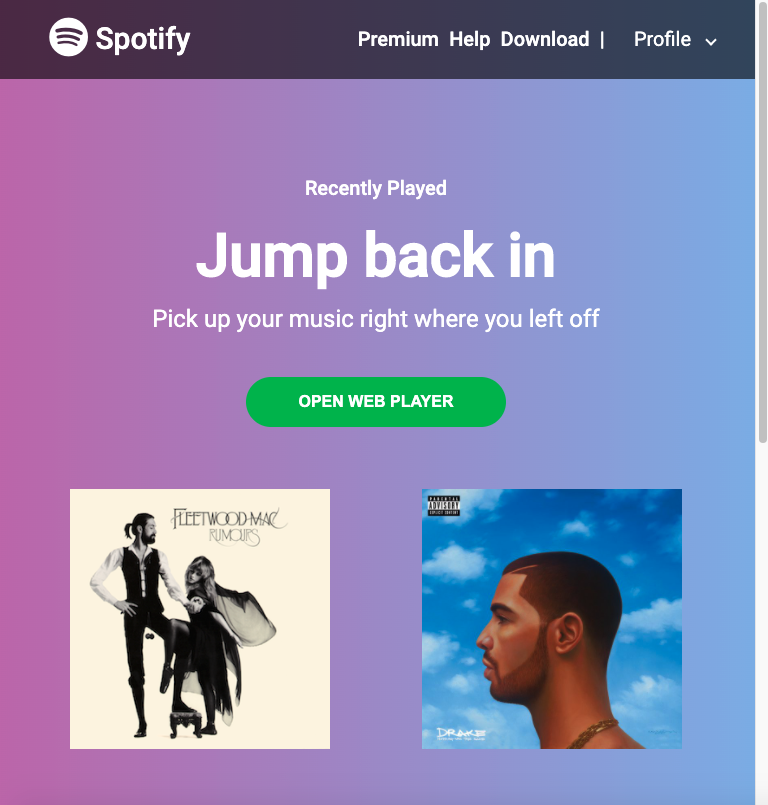 Spotify
Premium Help Download | Profile
Recently Played
Jump back in
Pick up your music right where you left off
OPEN WEB PLAYER
FLEETWOOD MAC
RUMOURS
PARENTAL
ADVISORY
EXPLICIT CONTENT
DRAKE